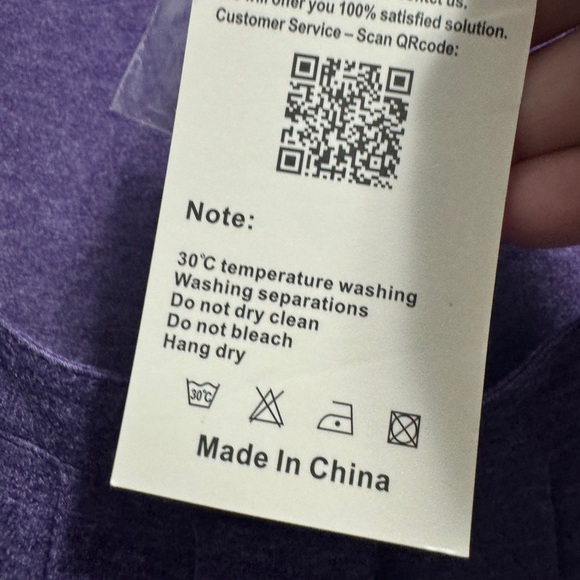 offer you 100% satisfied solution.
Customer Service – Scan QRcode:
Note:
30℃ temperature washing
Washing separations
Do not dry clean
Do not bleach
Hang dry
30℃
Made In China